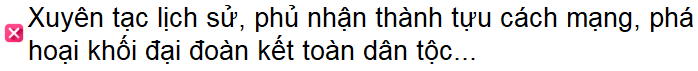 Xuyên tạc lịch sử, phủ nhận thành tựu cách mạng, phá
hoại khối đại đoàn kết toàn dân tộc...